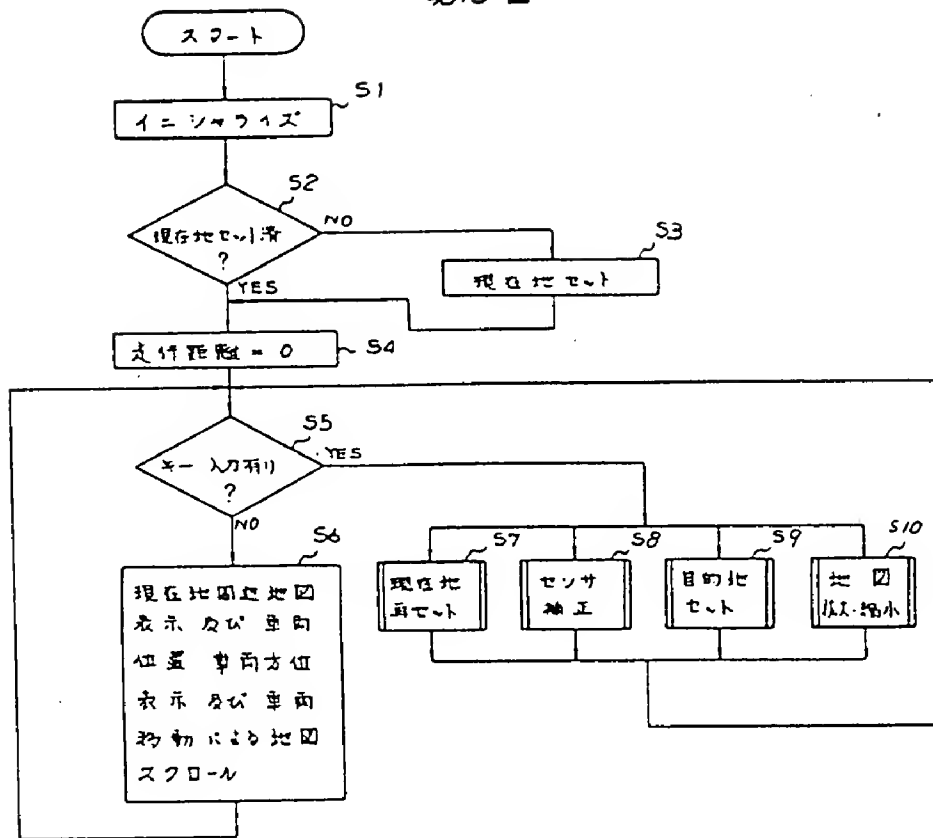 スタート
S1
イニシャライズ
S2
現在地セット済
?
NO
YES
S3
現在地セット
走行距離=0
S4
S5
キー入力有り
?
YES
NO
S6
現在地周辺地図
表示及び車両
位置 車両方位
表示及び車両
移動による地図
スクロール
S7
現在地
再セット
S8
センサ
補正
S9
目的地
セット
S10
地図
拡大・縮小